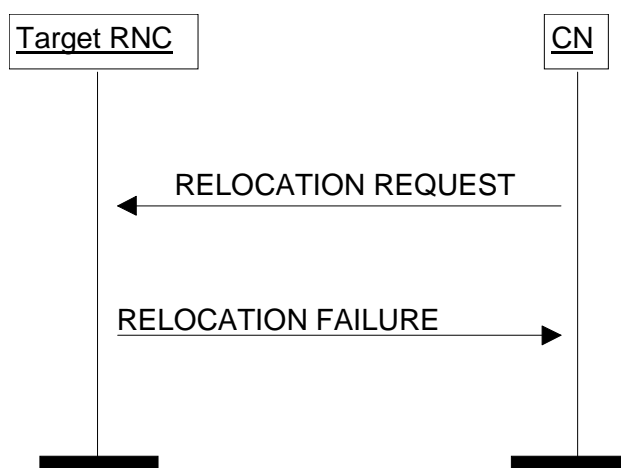 Target RNC
CN
RELOCATION REQUEST
RELOCATION FAILURE